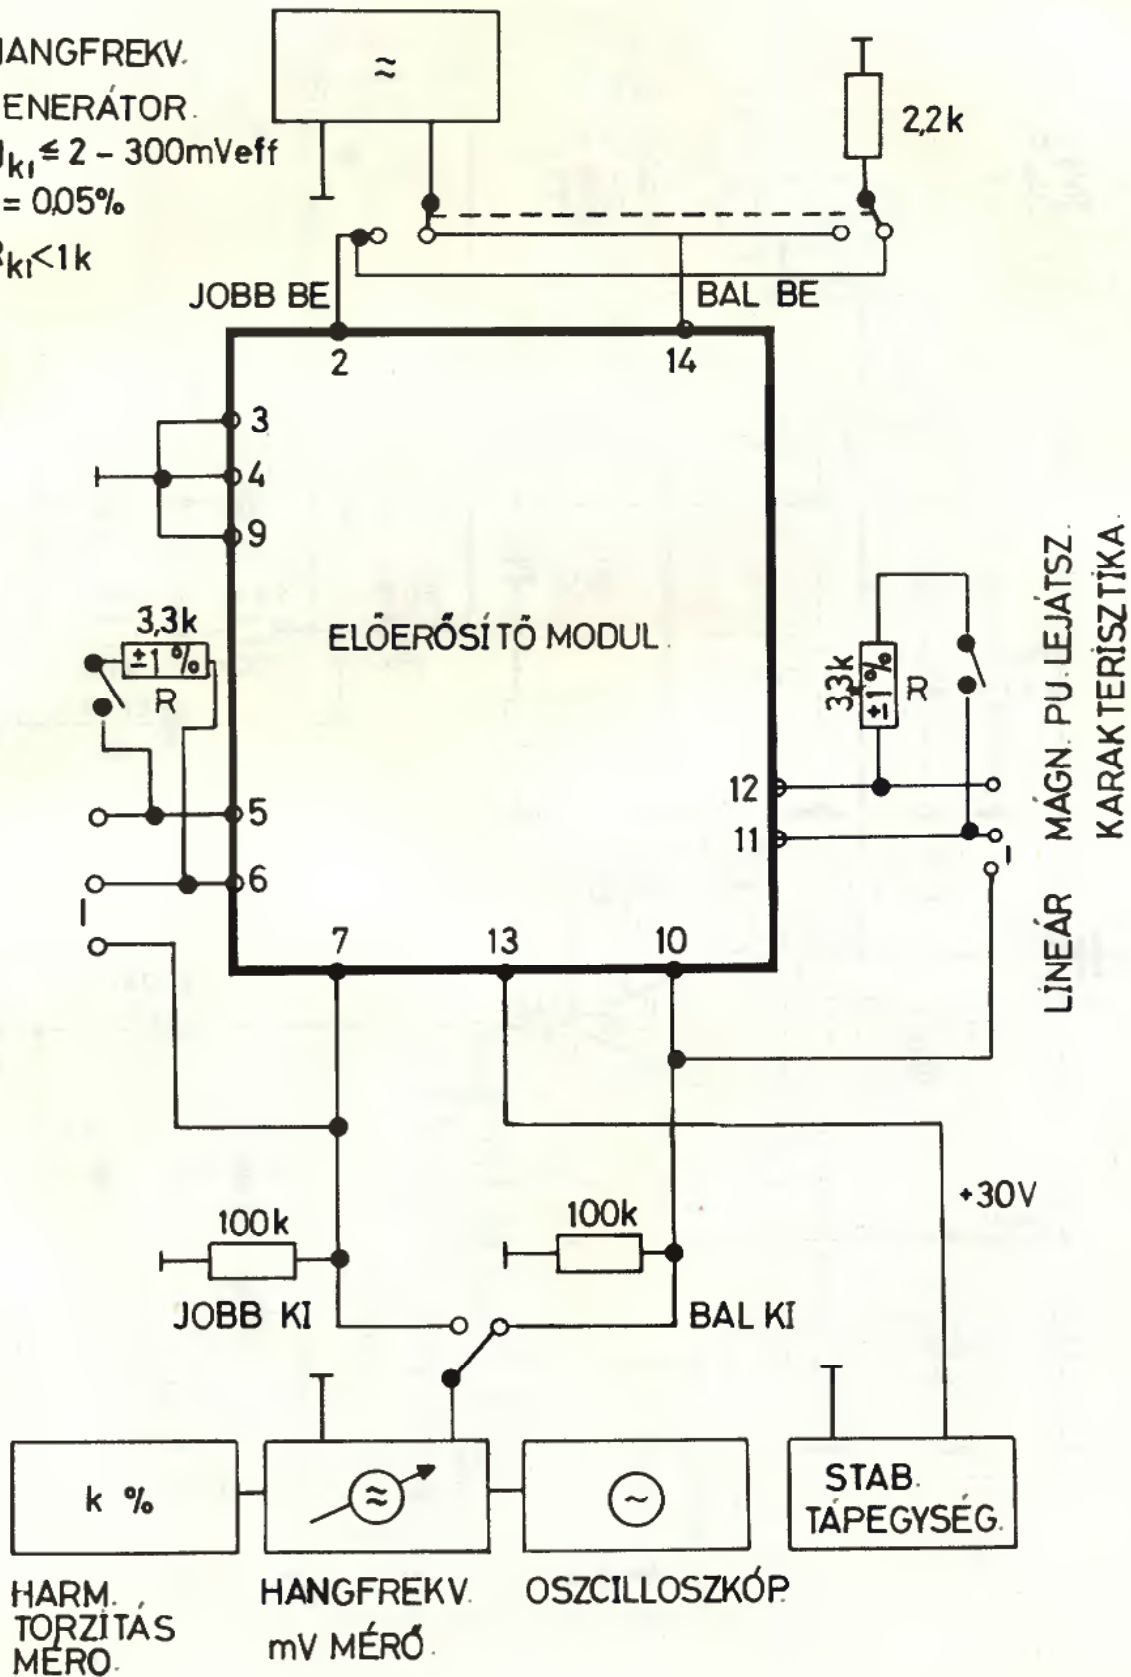 ≈
HANGFREKV.
GENERÁTOR.
Uki ≤ 2 - 300mVeff
= 0,05%
Rki<1k
2,2k
JOBB BE
BAL BE
2
14
3
4
9
3,3k
±1 %
R
ELŐERŐSÍTŐ MODUL
3,3k
±1 %
R
5
6
12
11
LINEÁR MÁGN. PU. LEJÁTSZ.
KARAKTERISZTIKA.
7
13
10
+30V
100k
100k
JOBB KI
BAL KI
k %
≈
~
STAB.
TÁPEGYSÉG.
HARM.
TORZÍTÁS
MÉRŐ.
HANGFREKV.
mV MÉRŐ.
OSZCILLOSZKÓP.